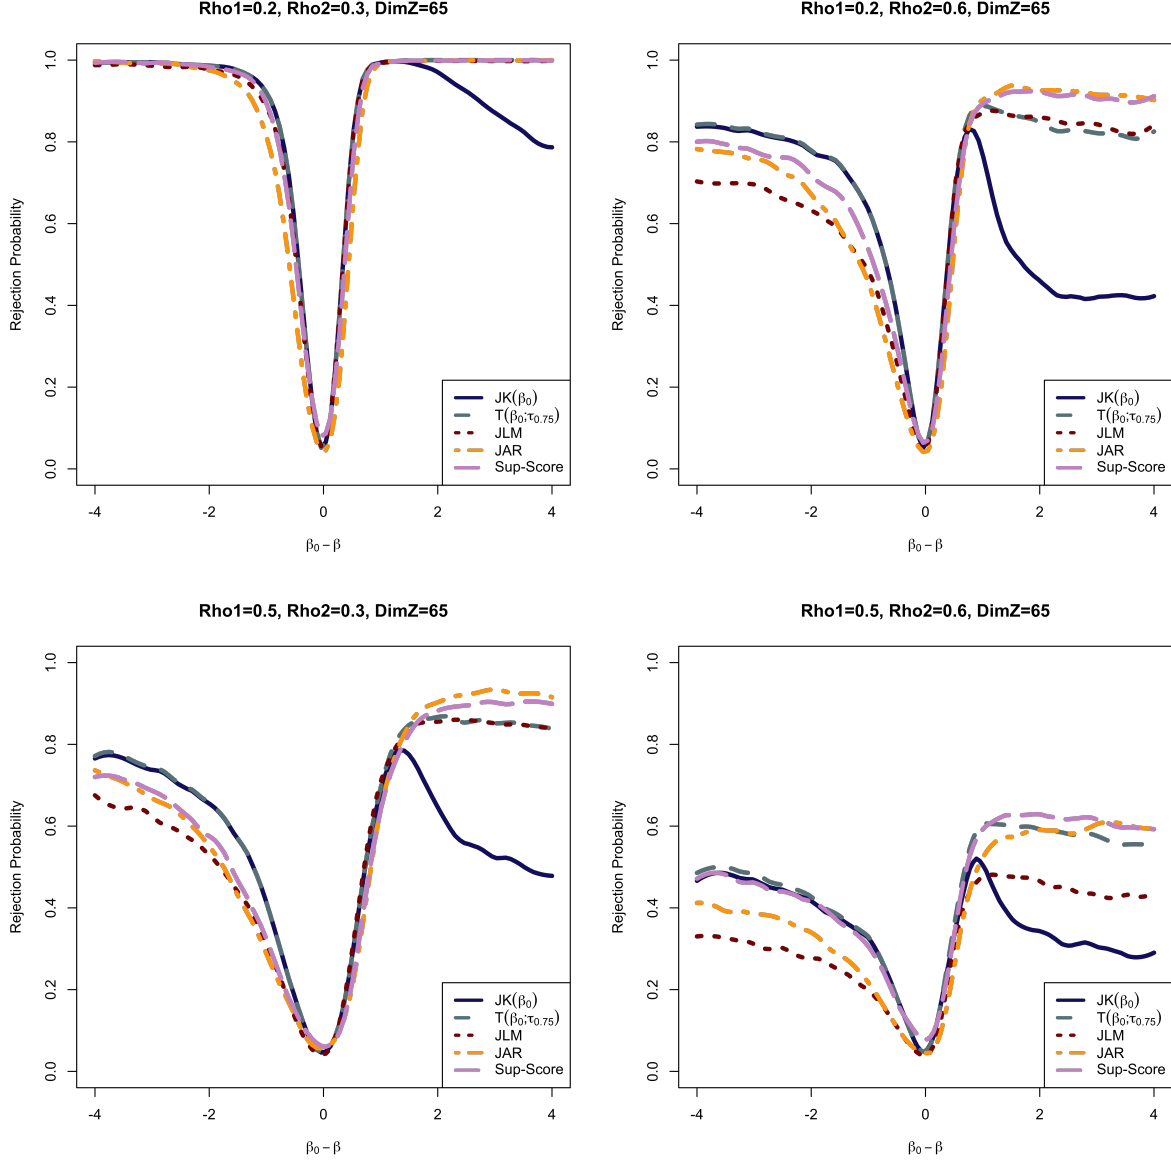 Rho1=0.2, Rho2=0.3, DimZ=65
Rejection Probability
1.0
0.8
0.6
0.4
0.2
0.0
-4 -2 0 2 4
β₀ − β
JK(β₀)
T(β₀;τ₀.₇₅)
JLM
JAR
Sup-Score
Rho1=0.2, Rho2=0.6, DimZ=65
Rejection Probability
1.0
0.8
0.6
0.4
0.2
0.0
-4 -2 0 2 4
β₀ − β
JK(β₀)
T(β₀;τ₀.₇₅)
JLM
JAR
Sup-Score
Rho1=0.5, Rho2=0.3, DimZ=65
Rejection Probability
1.0
0.8
0.6
0.4
0.2
0.0
-4 -2 0 2 4
β₀ − β
JK(β₀)
T(β₀;τ₀.₇₅)
JLM
JAR
Sup-Score
Rho1=0.5, Rho2=0.6, DimZ=65
Rejection Probability
1.0
0.8
0.6
0.4
0.2
0.0
-4 -2 0 2 4
β₀ − β
JK(β₀)
T(β₀;τ₀.₇₅)
JLM
JAR
Sup-Score